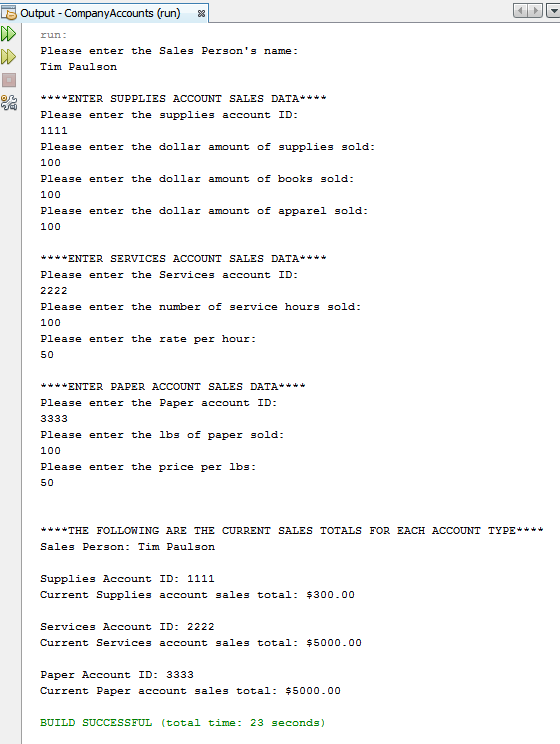 Output - CompanyAccounts (run)
run:
Please enter the Sales Person's name:
Tim Paulson
****ENTER SUPPLIES ACCOUNT SALES DATA****
Please enter the supplies account ID:
1111
Please enter the dollar amount of supplies sold:
100
Please enter the dollar amount of books sold:
100
Please enter the dollar amount of apparel sold:
100
****ENTER SERVICES ACCOUNT SALES DATA****
Please enter the Services account ID:
2222
Please enter the number of service hours sold:
100
Please enter the rate per hour:
50
****ENTER PAPER ACCOUNT SALES DATA****
Please enter the Paper account ID:
3333
Please enter the lbs of paper sold:
100
Please enter the price per lbs:
50
****THE FOLLOWING ARE THE CURRENT SALES TOTALS FOR EACH ACCOUNT TYPE****
Sales Person: Tim Paulson
Supplies Account ID: 1111
Current Supplies account sales total: $300.00
Services Account ID: 2222
Current Services account sales total: $5000.00
Paper Account ID: 3333
Current Paper account sales total: $5000.00
BUILD SUCCESSFUL (total time: 23 seconds)